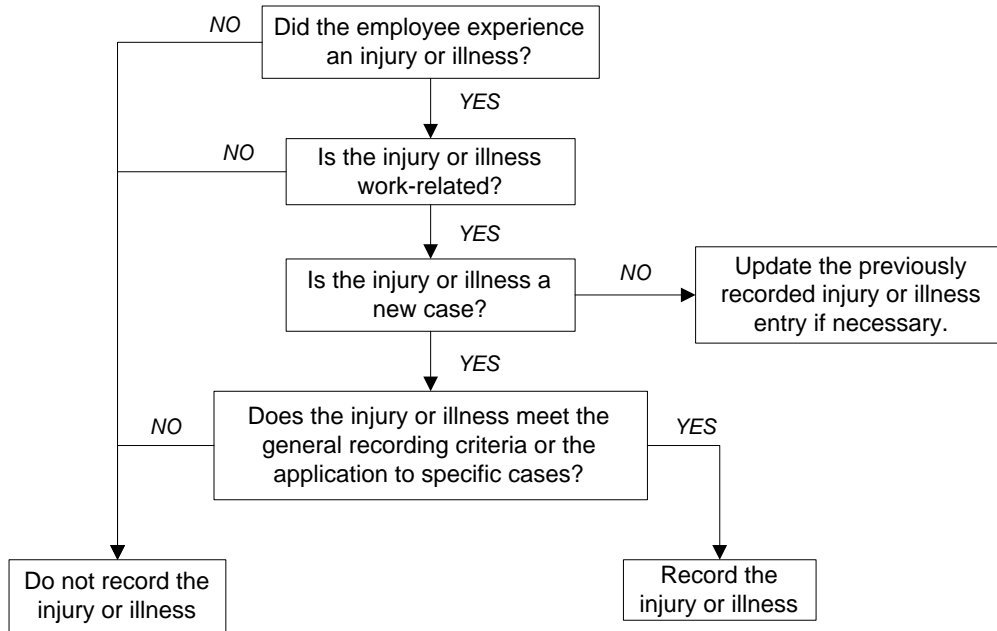 NO
Did the employee experience
an injury or illness?
YES
NO
Is the injury or illness
work-related?
YES
Is the injury or illness a
new case?
NO
Update the previously
recorded injury or illness
entry if necessary.
YES
NO
Does the injury or illness meet the
general recording criteria or the
application to specific cases?
YES
Do not record the
injury or illness
Record the
injury or illness